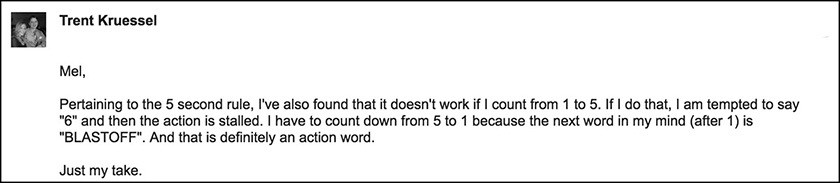 Trent Kruessel
Mel,
Pertaining to the 5 second rule, I've also found that it doesn't work if I count from 1 to 5. If I do that, I am tempted to say
"6" and then the action is stalled. I have to count down from 5 to 1 because the next word in my mind (after 1) is
"BLASTOFF". And that is definitely an action word.
Just my take.